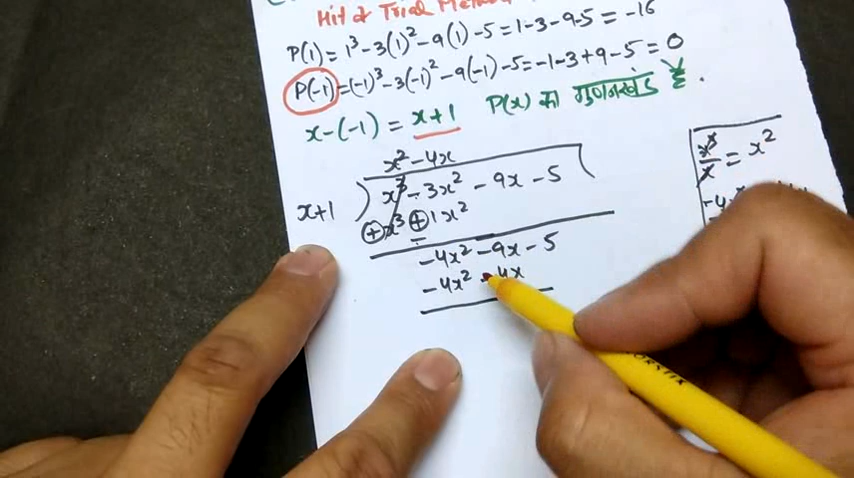 Hit & Trial Method
P(1) = 1³ - 3(1)² - 9(1) - 5 = 1 - 3 - 9 - 5 = -16
P(-1) = (-1)³ - 3(-1)² - 9(-1) - 5 = -1 - 3 + 9 - 5 = 0
x - (-1) = x+1 P(x) का गुणनखंड है.
x² - 4x
x+1 ) x³ - 3x² - 9x - 5 (
x³ + 1x²
-4x² - 9x - 5
-4x² - 4x
x³/x = x²